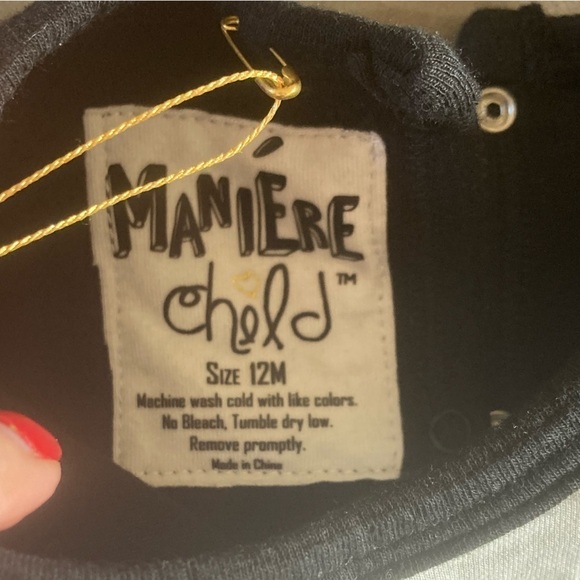 MANIÉRE
child™
SIZE 12M
Machine wash cold with like colors.
No Bleach, Tumble dry low.
Remove promptly.
Made in China